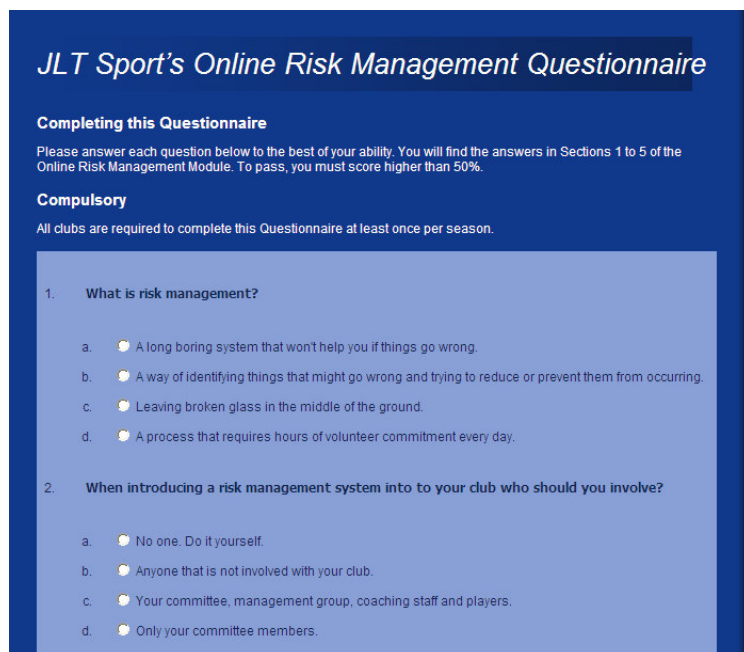 JLT Sport's Online Risk Management Questionnaire
Completing this Questionnaire
Please answer each question below to the best of your ability. You will find the answers in Sections 1 to 5 of the
Online Risk Management Module. To pass, you must score higher than 50%.
Compulsory
All clubs are required to complete this Questionnaire at least once per season.
1. What is risk management?
a. A long boring system that won't help you if things go wrong.
b. A way of identifying things that might go wrong and trying to reduce or prevent them from occurring.
c. Leaving broken glass in the middle of the ground.
d. A process that requires hours of volunteer commitment every day.
2. When introducing a risk management system into to your club who should you involve?
a. No one. Do it yourself.
b. Anyone that is not involved with your club.
c. Your committee, management group, coaching staff and players.
d. Only your committee members.